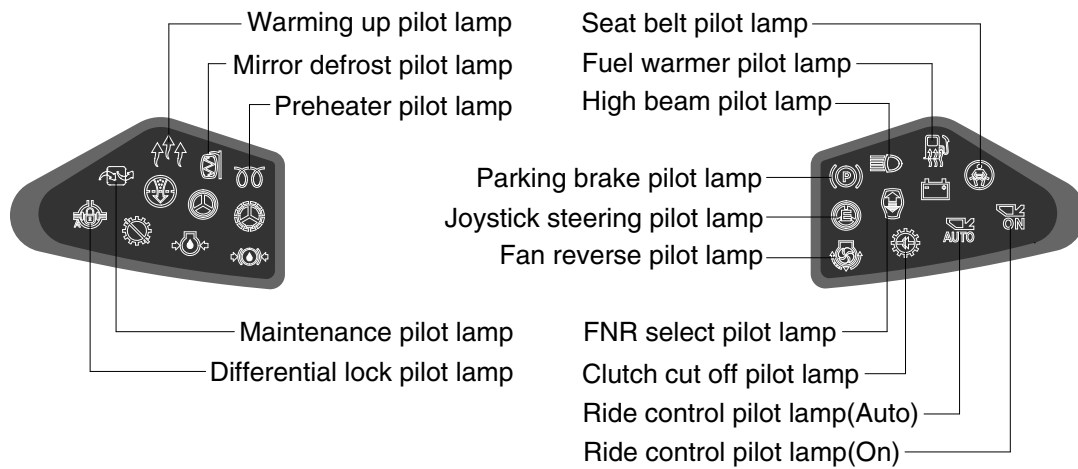 Warming up pilot lamp
Mirror defrost pilot lamp
Preheater pilot lamp
Maintenance pilot lamp
Differential lock pilot lamp
A
Seat belt pilot lamp
Fuel warmer pilot lamp
High beam pilot lamp
Parking brake pilot lamp
Joystick steering pilot lamp
Fan reverse pilot lamp
P
AUTO
ON
FNR select pilot lamp
Clutch cut off pilot lamp
Ride control pilot lamp(Auto)
Ride control pilot lamp(On)